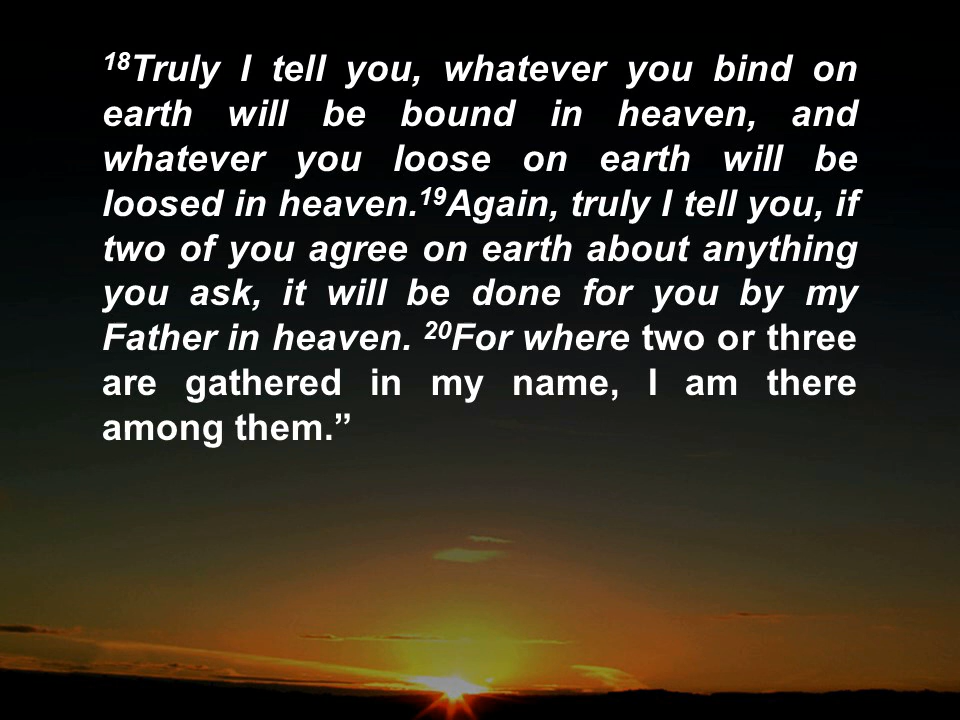 18Truly I tell you, whatever you bind on
earth will be bound in heaven, and
whatever you loose on earth will be
loosed in heaven.19Again, truly I tell you, if
two of you agree on earth about anything
you ask, it will be done for you by my
Father in heaven. 20For where two or three
are gathered in my name, I am there
among them.”